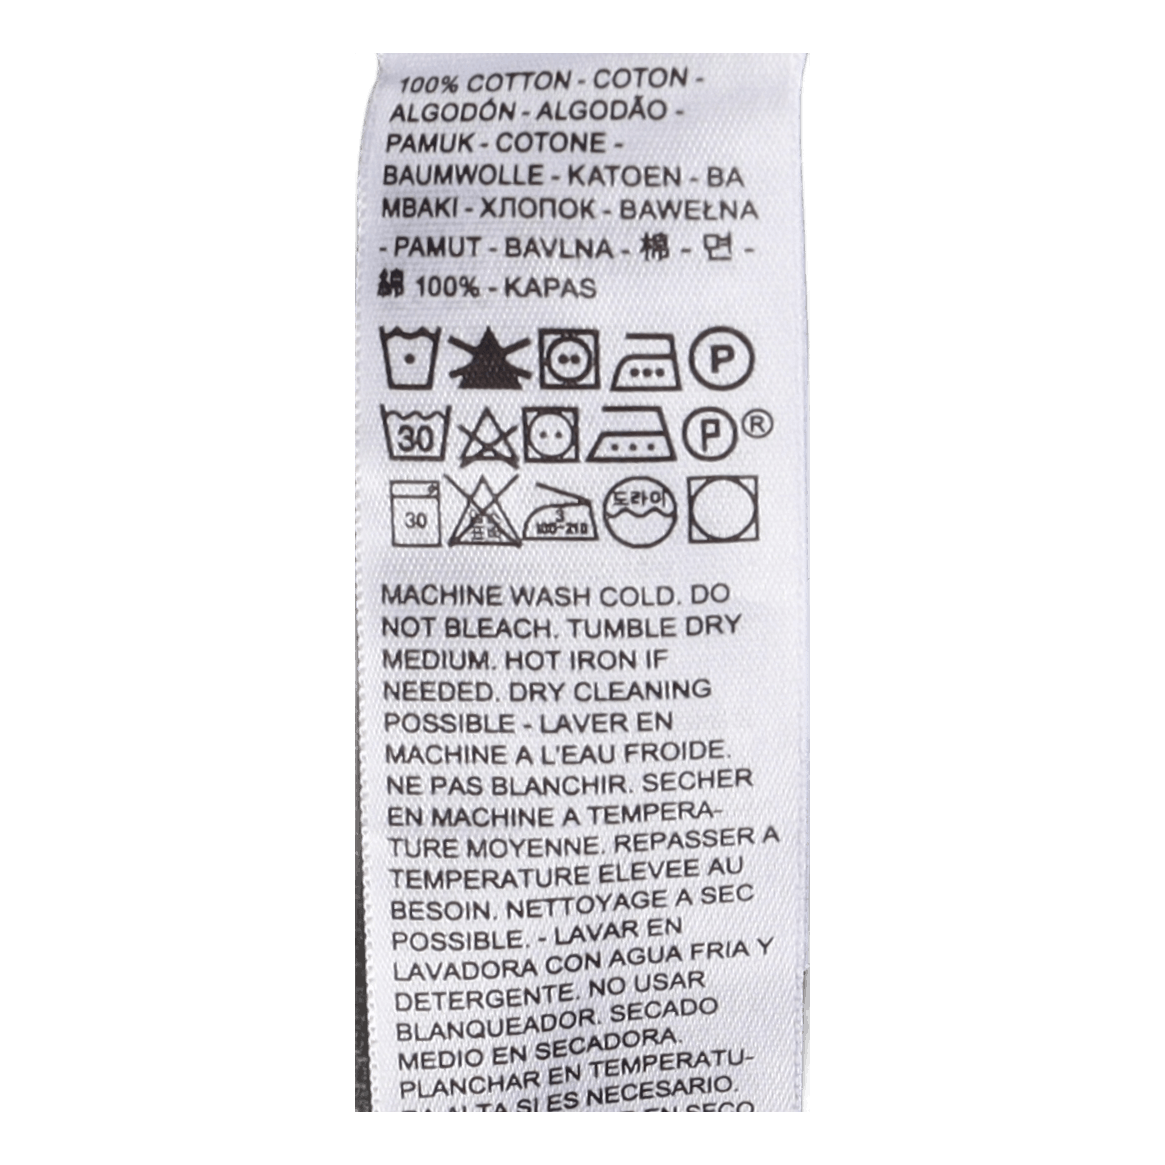 100% COTTON - COTON -
ALGODÓN - ALGODÃO -
PAMUK - COTONE -
BAUMWOLLE - KATOEN - BA
MBAKI - ХЛОПОК - BAWEŁNA
- PAMUT - BAVLNA - 棉 - 면 -
綿 100% - KAPAS
P
30 P ®
30 3 도라이
MACHINE WASH COLD. DO
NOT BLEACH. TUMBLE DRY
MEDIUM. HOT IRON IF
NEEDED. DRY CLEANING
POSSIBLE - LAVER EN
MACHINE A L'EAU FROIDE.
NE PAS BLANCHIR. SECHER
EN MACHINE A TEMPERA-
TURE MOYENNE. REPASSER A
TEMPERATURE ELEVEE AU
BESOIN. NETTOYAGE A SEC
POSSIBLE. - LAVAR EN
LAVADORA CON AGUA FRIA Y
DETERGENTE. NO USAR
BLANQUEADOR. SECADO
MEDIO EN SECADORA.
PLANCHAR EN TEMPERATU-
RA ALTA SI ES NECESARIO.
EN SECO